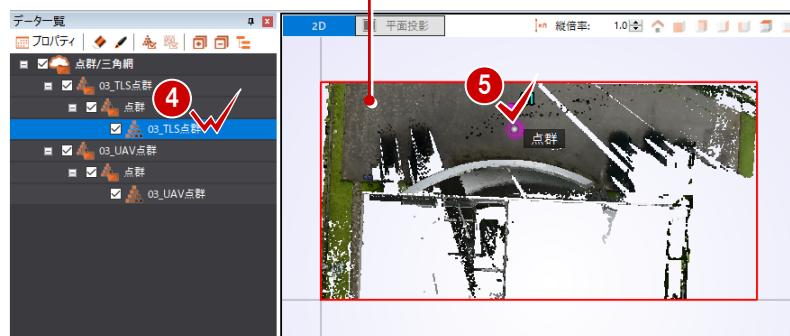 データ一覧
プロパティ
点群/三角網
03_TLS点群
点群
03_TLS点群
03_UAV点群
点群
03_UAV点群
4
2D 平面投影 縦倍率: 1.0
5
点群